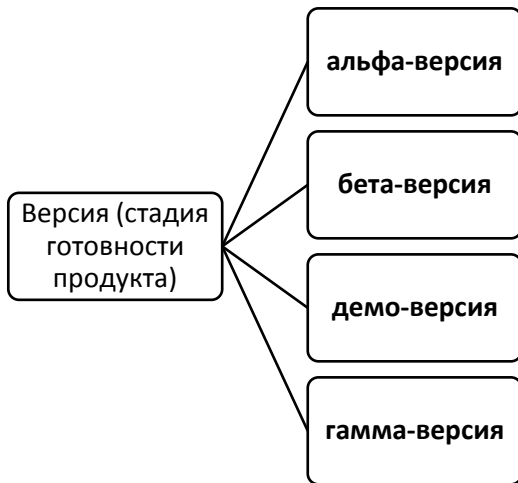 альфа-версия
бета-версия
Версия (стадия
готовности
продукта)
демо-версия
гамма-версия